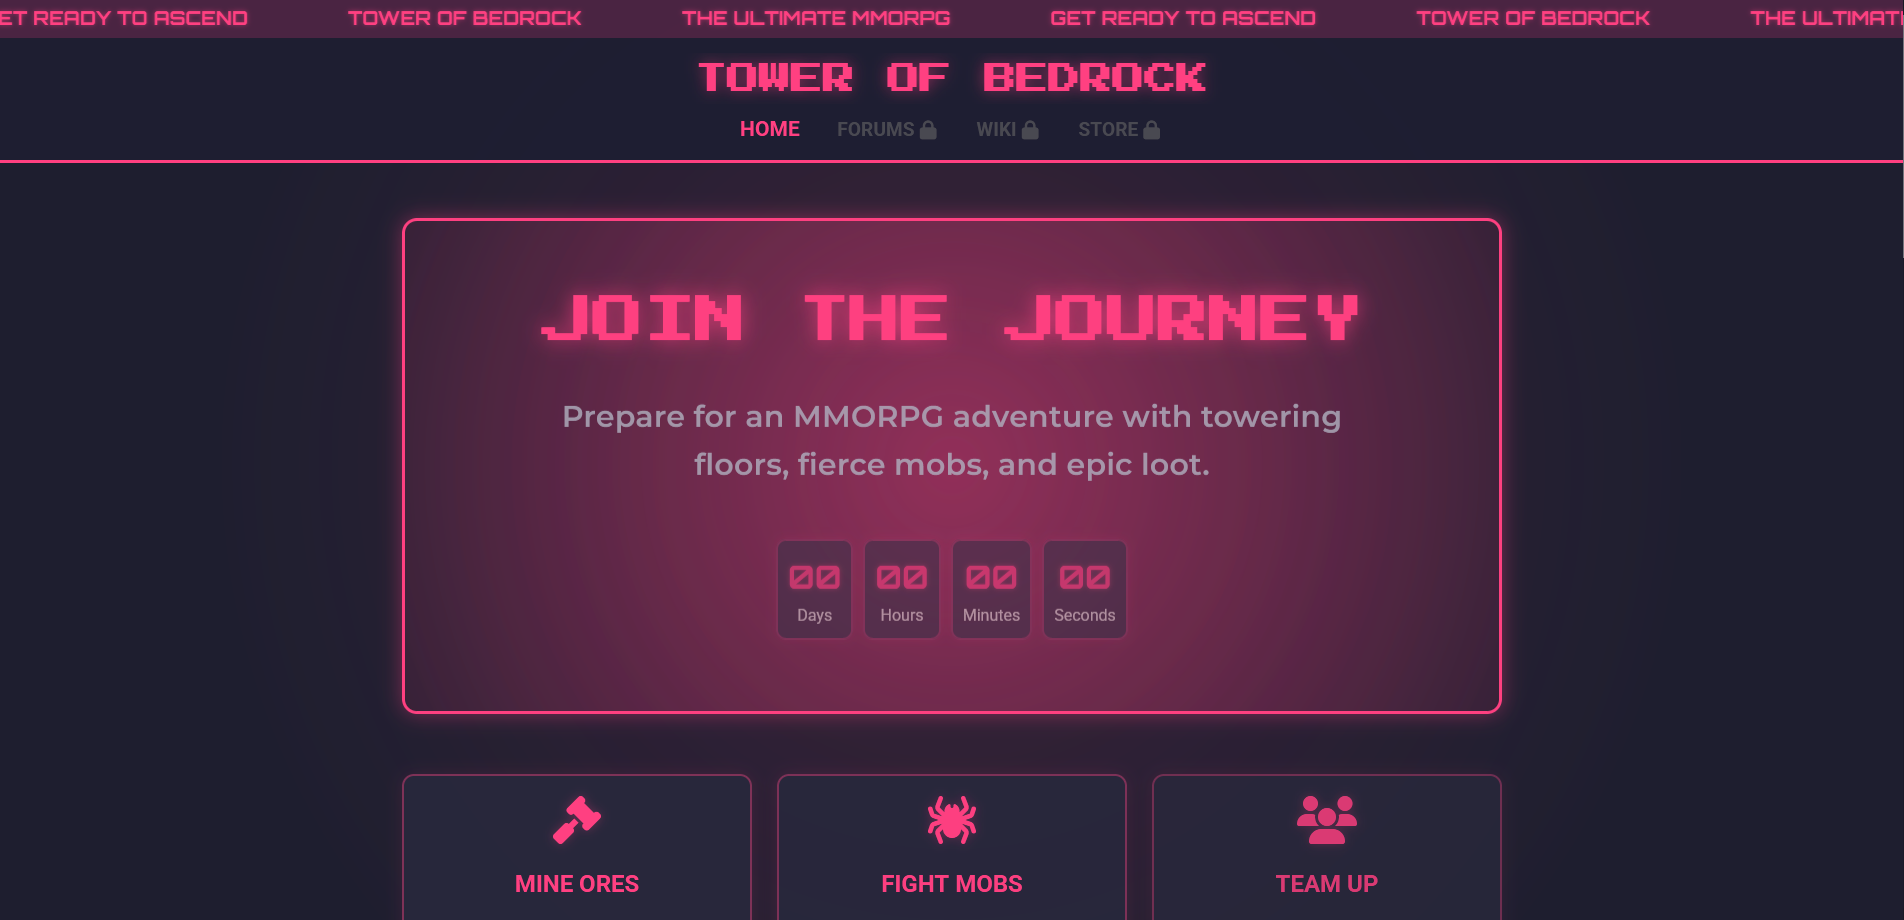 ET READY TO ASCEND TOWER OF BEDROCK THE ULTIMATE MMORPG GET READY TO ASCEND TOWER OF BEDROCK THE ULTIMAT
TOWER OF BEDROCK
HOME FORUMS WIKI STORE
JOIN THE JOURNEY
Prepare for an MMORPG adventure with towering
floors, fierce mobs, and epic loot.
00 00 00 00
Days Hours Minutes Seconds
MINE ORES FIGHT MOBS TEAM UP